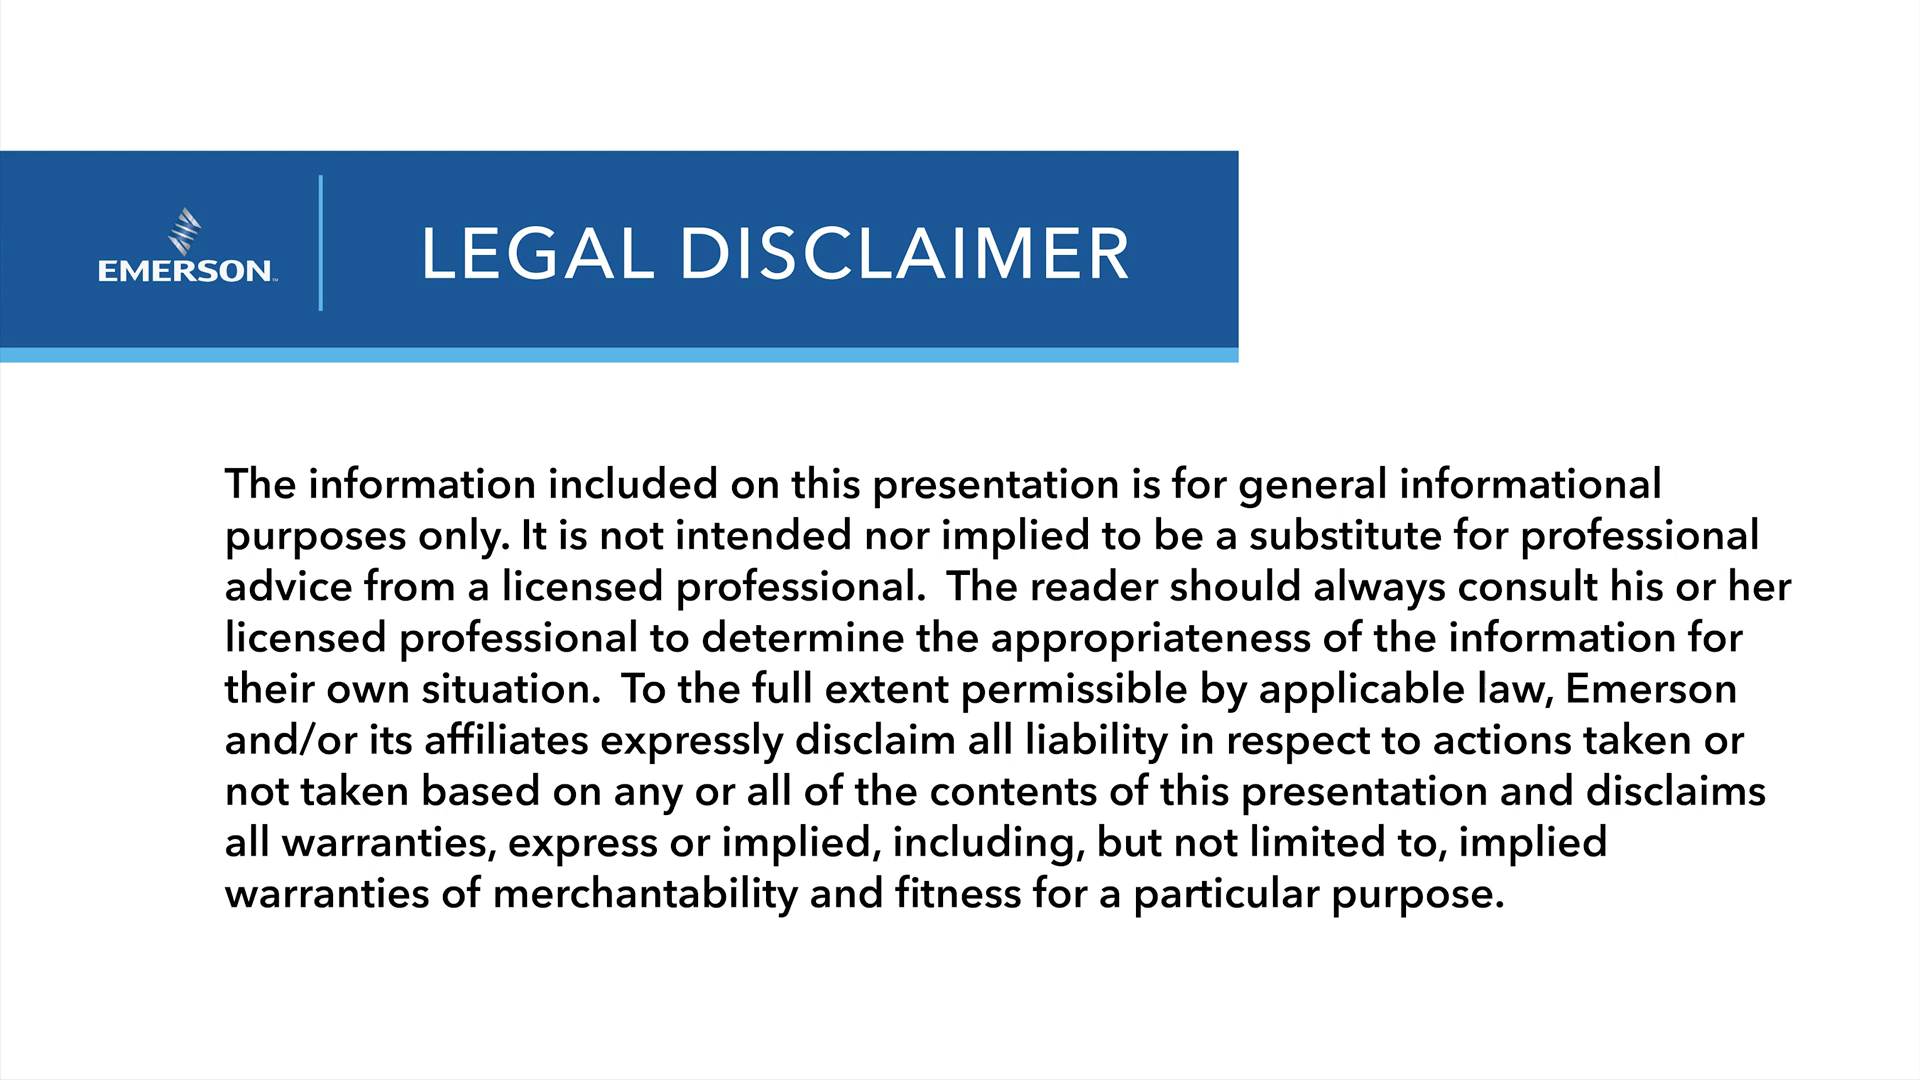 EMERSON™
LEGAL DISCLAIMER
The information included on this presentation is for general informational
purposes only. It is not intended nor implied to be a substitute for professional
advice from a licensed professional.  The reader should always consult his or her
licensed professional to determine the appropriateness of the information for
their own situation.  To the full extent permissible by applicable law, Emerson
and/or its affiliates expressly disclaim all liability in respect to actions taken or
not taken based on any or all of the contents of this presentation and disclaims
all warranties, express or implied, including, but not limited to, implied
warranties of merchantability and fitness for a particular purpose.